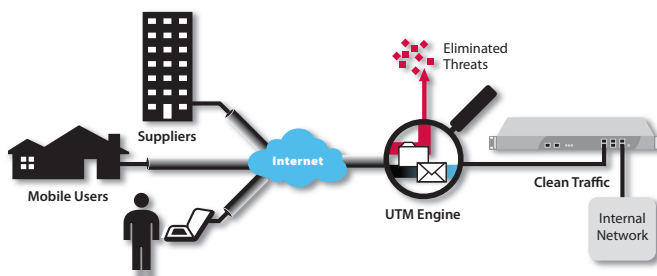 Eliminated
Threats
Suppliers
Internet
Mobile Users
UTM Engine
Clean Traffic
Internal
Network